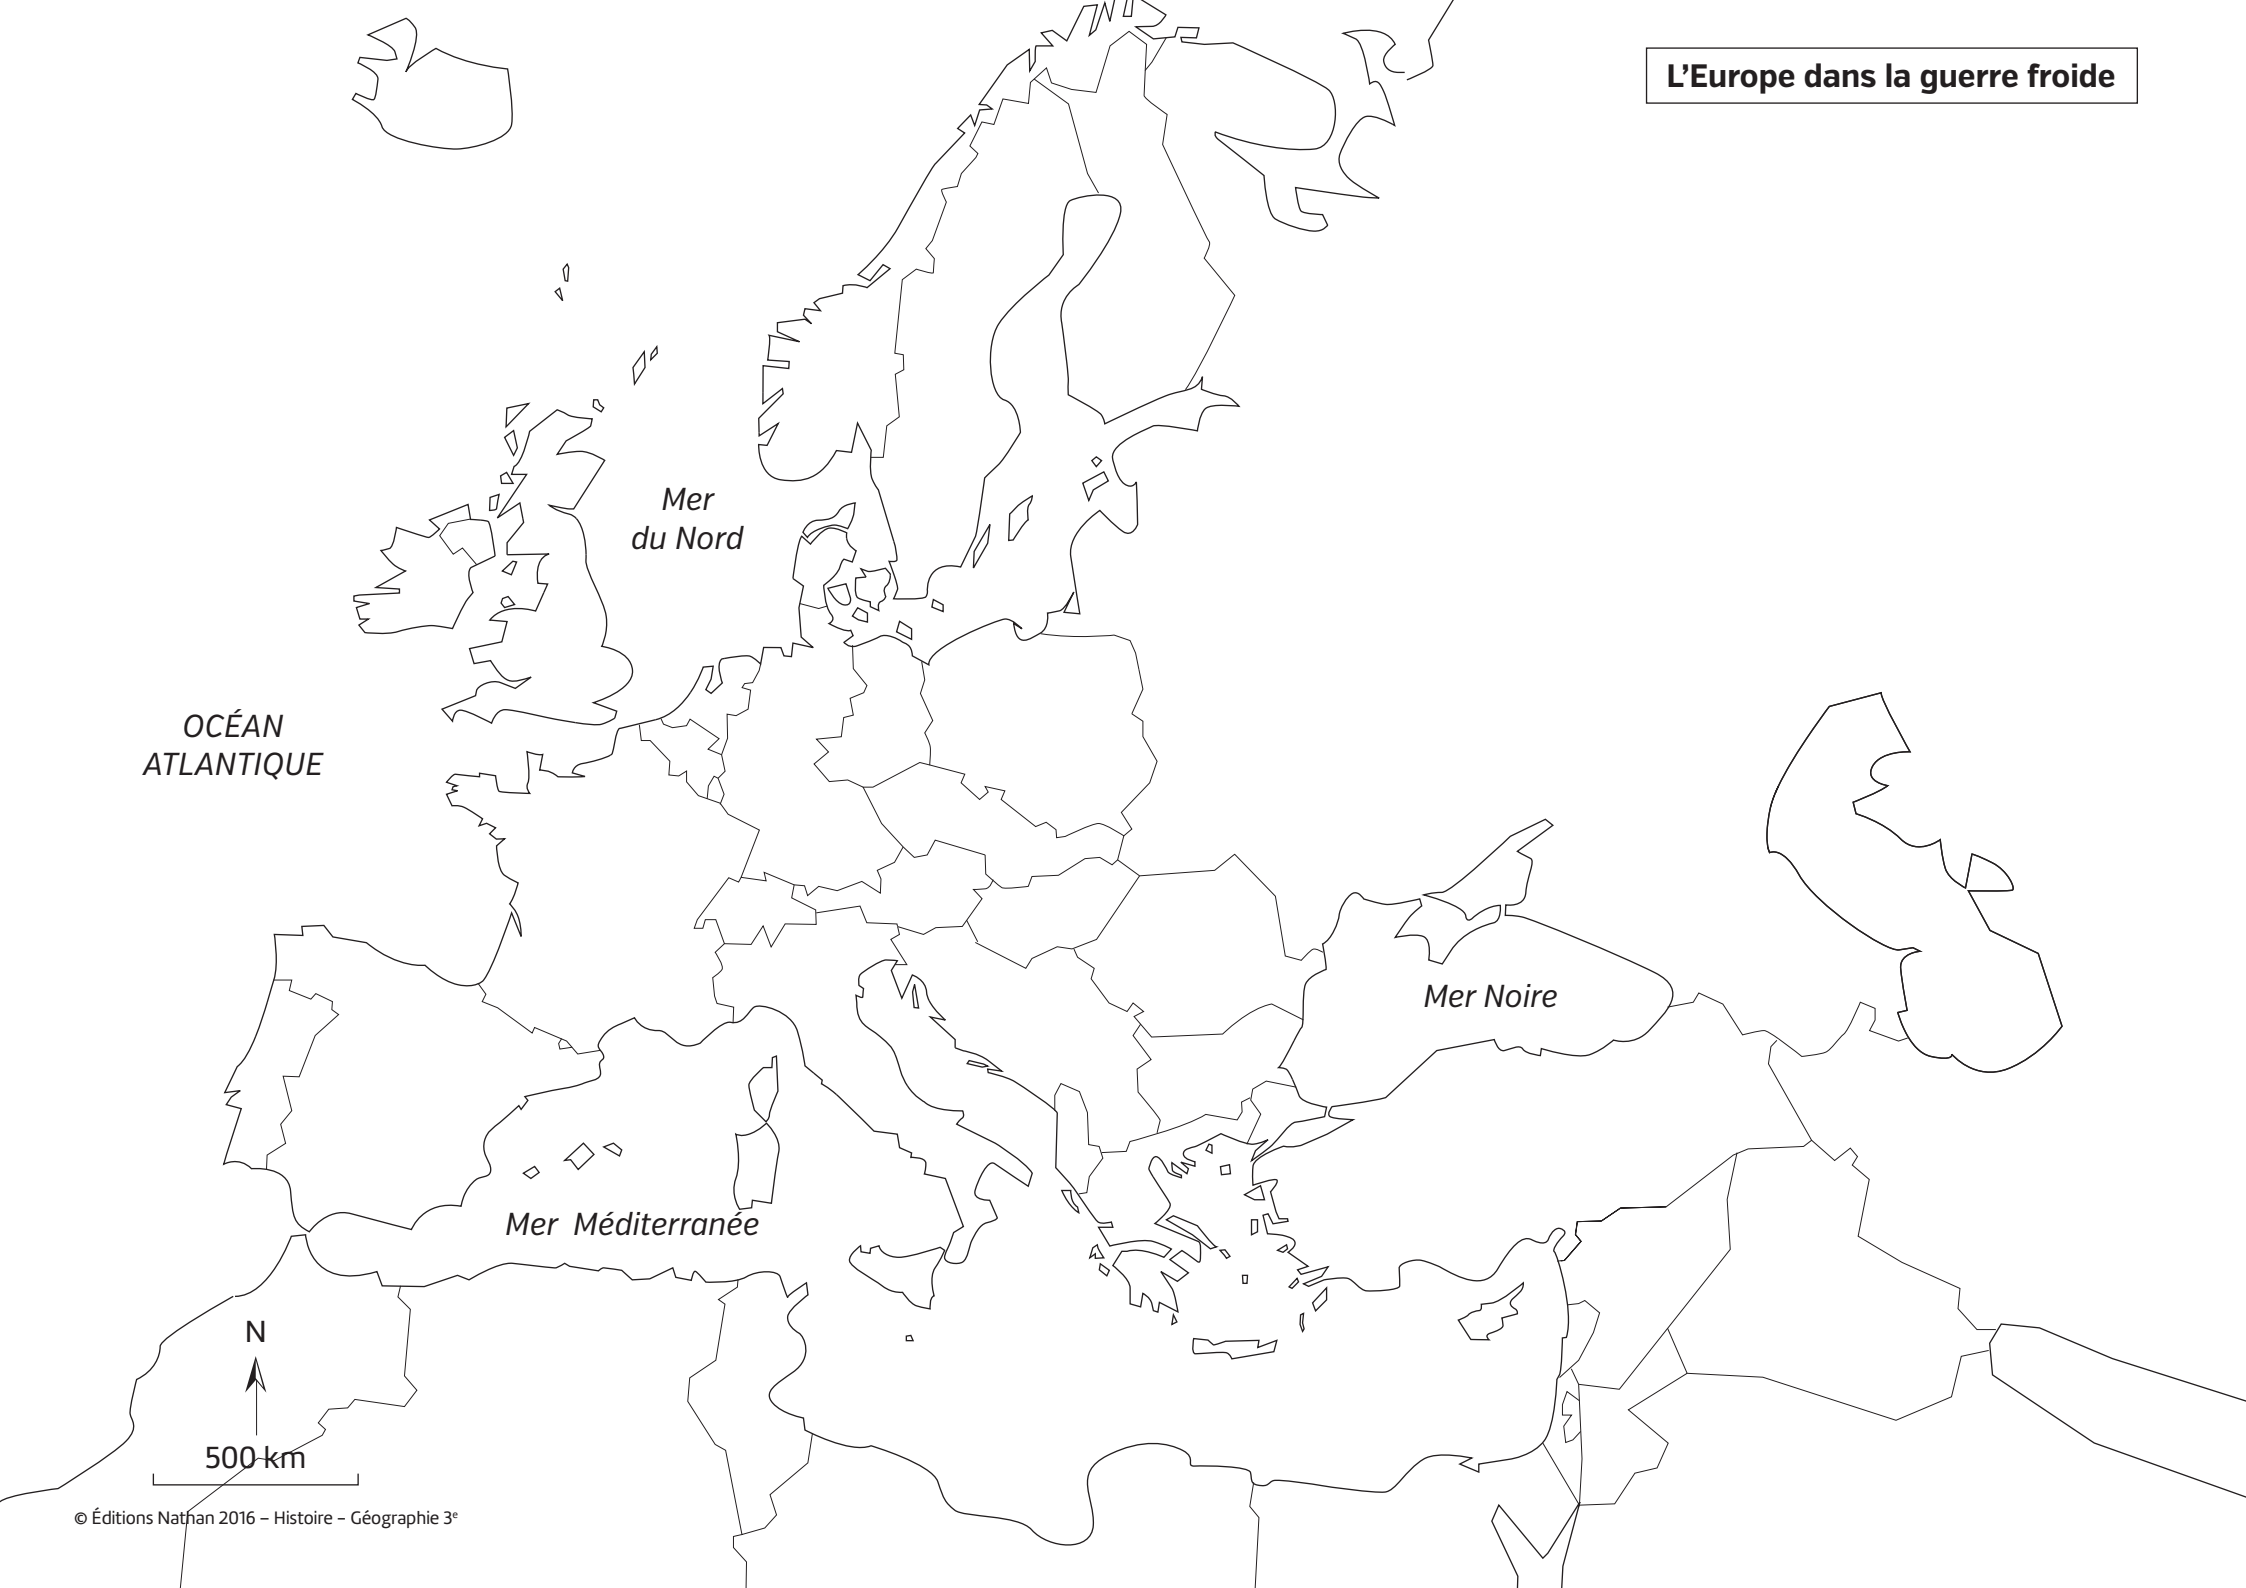 L’Europe dans la guerre froide
Mer
du Nord
OCÉAN
ATLANTIQUE
Mer Noire
Mer Méditerranée
N
500 km
© Éditions Nathan 2016 – Histoire – Géographie 3e